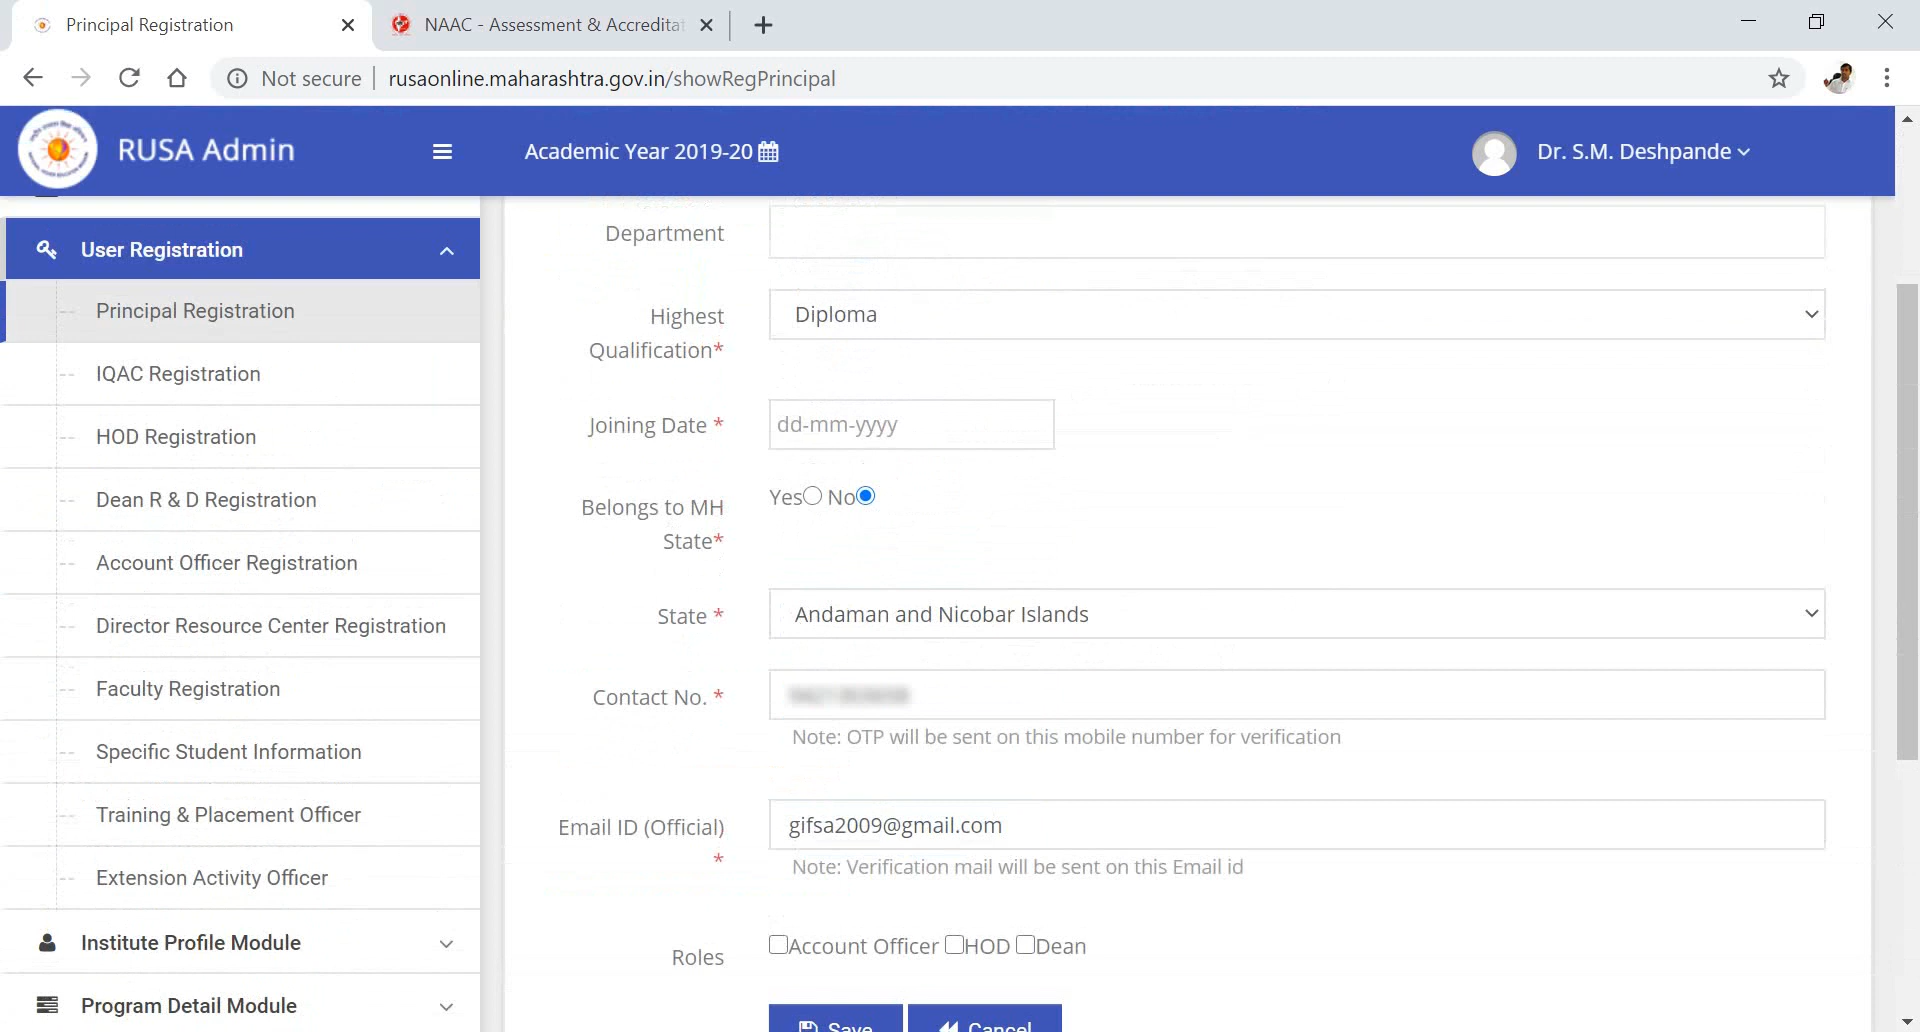 Principal Registration
NAAC - Assessment & Accreditat
Not secure
rusaonline.maharashtra.gov.in/showRegPrincipal
RUSA Admin
Academic Year 2019-20
Dr. S.M. Deshpande
User Registration
Principal Registration
IQAC Registration
HOD Registration
Dean R & D Registration
Account Officer Registration
Director Resource Center Registration
Faculty Registration
Specific Student Information
Training & Placement Officer
Extension Activity Officer
Institute Profile Module
Program Detail Module
Department
Highest
Qualification*
Diploma
Joining Date *
dd-mm-yyyy
Belongs to MH
State*
Yes No
State *
Andaman and Nicobar Islands
Contact No. *
Note: OTP will be sent on this mobile number for verification
Email ID (Official)
*
gifsa2009@gmail.com
Note: Verification mail will be sent on this Email id
Roles
Account Officer HOD Dean
Save
Cancel